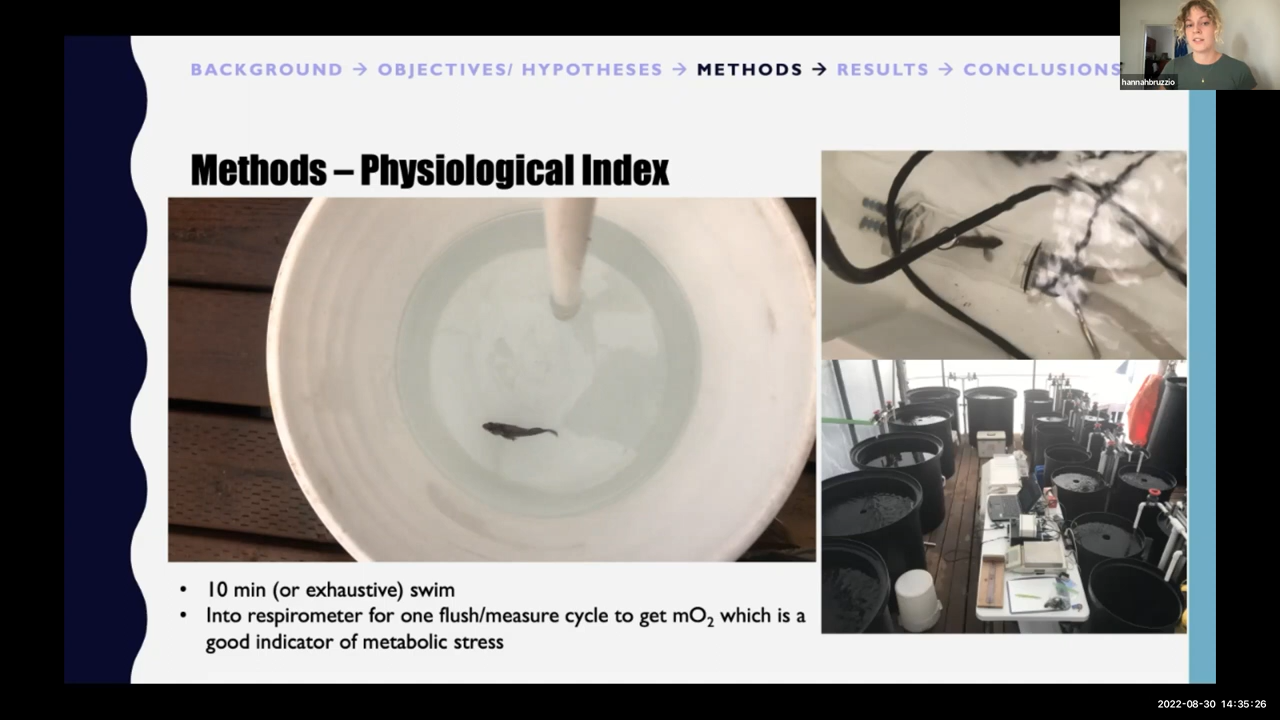 BACKGROUND → OBJECTIVES/ HYPOTHESES → METHODS → RESULTS → CONCLUSIONS
hannahbruzzio
Methods – Physiological Index
• 10 min (or exhaustive) swim
• Into respirometer for one flush/measure cycle to get mO₂ which is a
good indicator of metabolic stress
2022-08-30 14:35:26